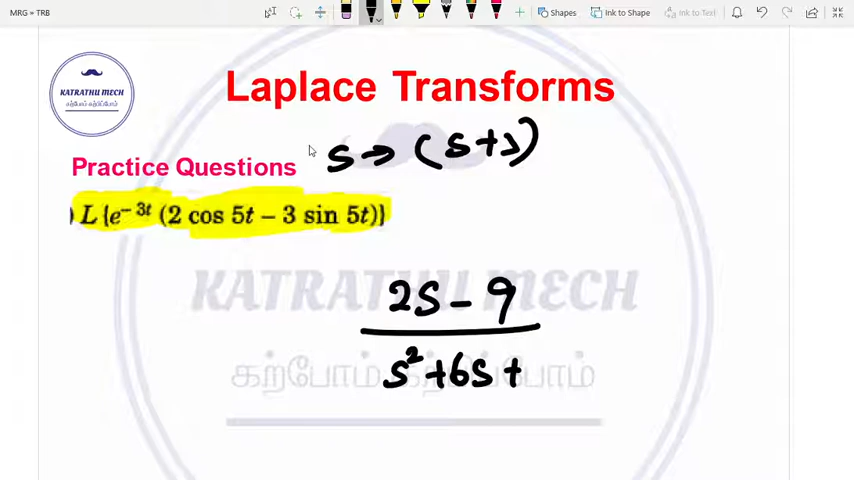 MRG » TRB
Shapes
Ink to Shape
Ink to Text
KATRATHU MECH
கற்போம் கற்பிப்போம்
Laplace Transforms
s → (s+3)
Practice Questions
) L {e^{– 3t} (2 cos 5t – 3 sin 5t)}
KATRATHU MECH
2s – 9
s² + 6s +
கற்போம் கற்பிப்போம்